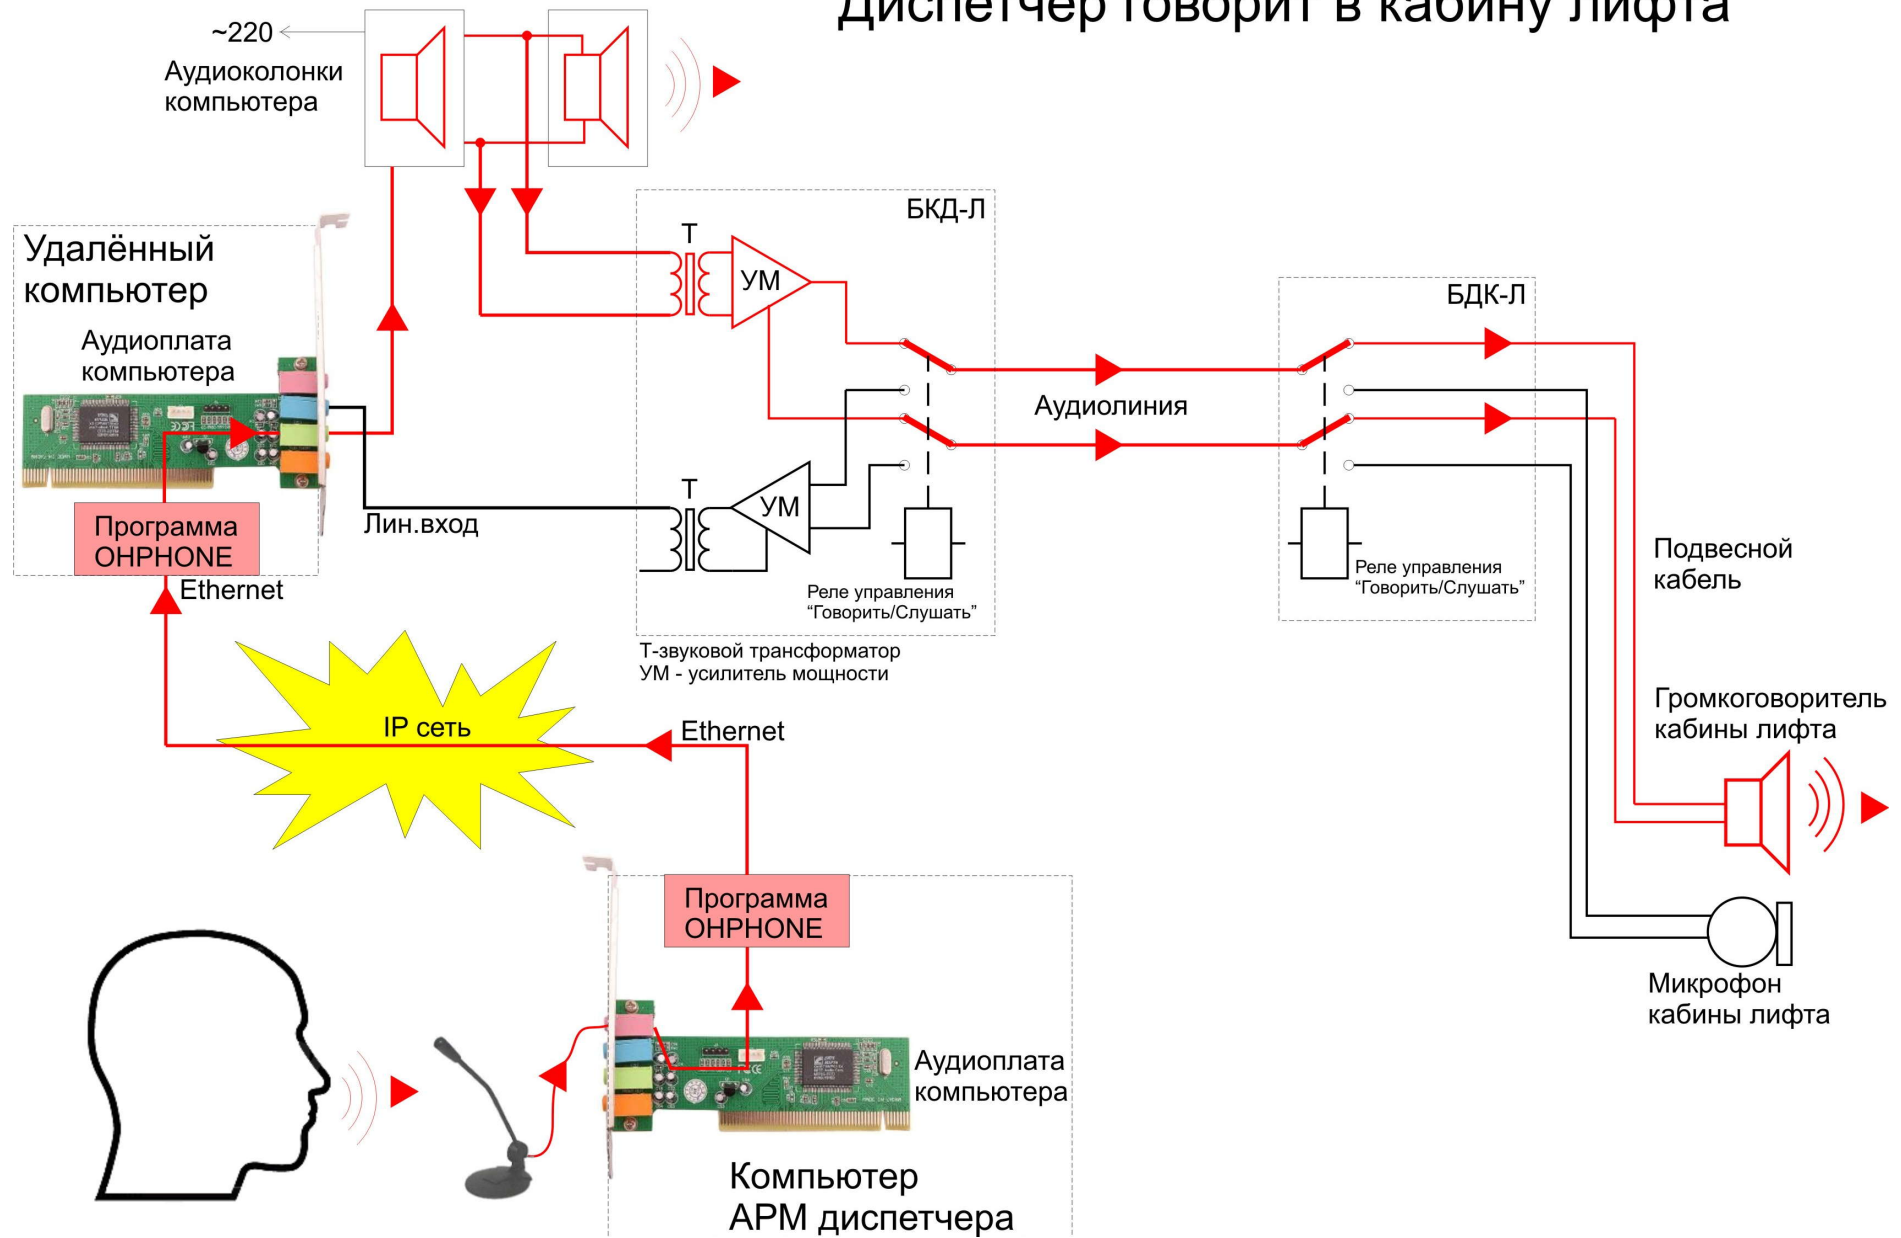 Диспетчер говорит в кабину лифта
~220
Аудиоколонки
компьютера
БКД-Л
Т
УМ
Удалённый
компьютер
Аудиоплата
компьютера
БДК-Л
Аудиолиния
Т
УМ
Лин.вход
Программа
OHPHONE
Ethernet
Реле управления
“Говорить/Слушать”
Реле управления
“Говорить/Слушать”
Подвесной
кабель
Т-звуковой трансформатор
УМ - усилитель мощности
IP сеть
Ethernet
Громкоговоритель
кабины лифта
Программа
OHPHONE
Микрофон
кабины лифта
Аудиоплата
компьютера
Компьютер
АРМ диспетчера